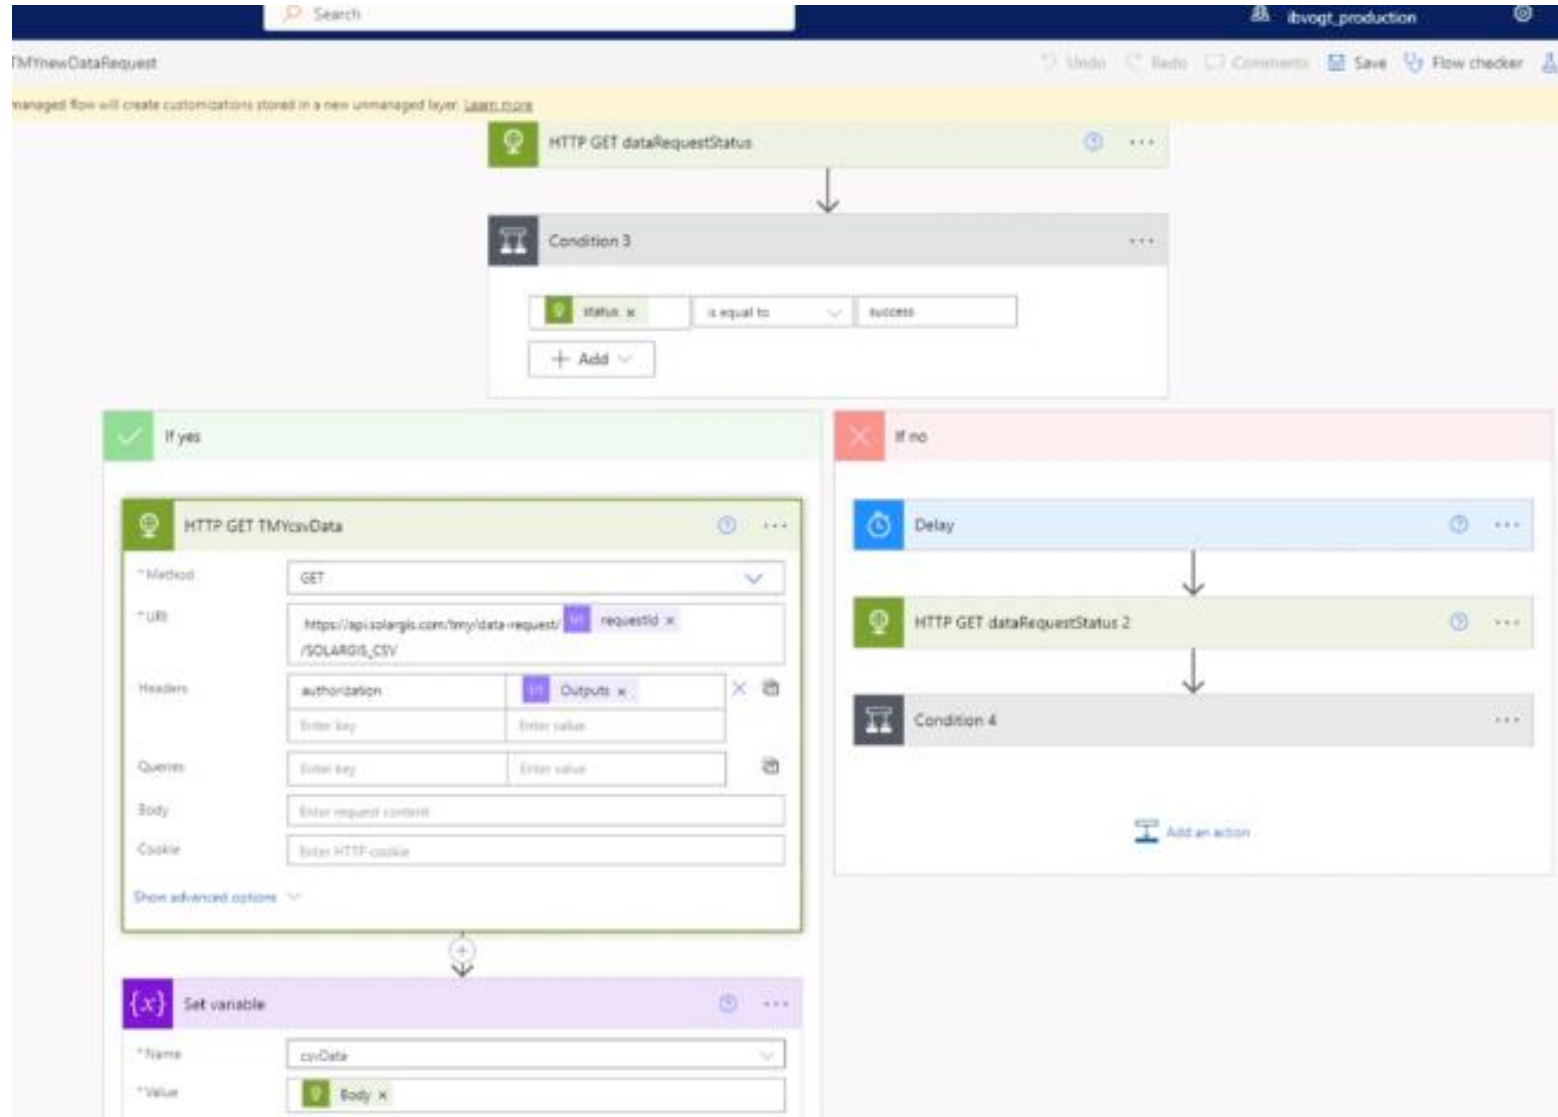 Search
ibvogt_production
TMYnewDataRequest
Undo Redo Comments Save Flow checker
managed flow will create customizations stored in a new unmanaged layer. Learn more
HTTP GET dataRequestStatus
Condition 3
status x is equal to success
+ Add
If yes
If no
HTTP GET TMYcsvData
Delay
* Method GET
* URI https://api.solargis.com/tmy/data-request/ requestId x
/SOLARGIS_CSV
HTTP GET dataRequestStatus 2
Headers authorization Outputs x
Enter key Enter value
Condition 4
Queries Enter key Enter value
Body Enter request content
Add an action
Cookie Enter HTTP cookie
Show advanced options
{x} Set variable
* Name csvData
* Value Body x